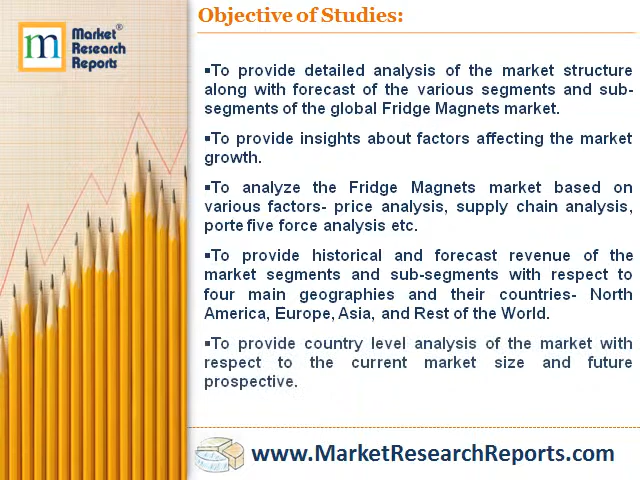 Objective of Studies:
m
Market®
Research
Reports
▪To provide detailed analysis of the market structure
along with forecast of the various segments and sub-
segments of the global Fridge Magnets market.
▪To provide insights about factors affecting the market
growth.
▪To analyze the Fridge Magnets market based on
various factors- price analysis, supply chain analysis,
porte five force analysis etc.
▪To provide historical and forecast revenue of the
market segments and sub-segments with respect to
four main geographies and their countries- North
America, Europe, Asia, and Rest of the World.
▪To provide country level analysis of the market with
respect to the current market size and future
prospective.
www.MarketResearchReports.com